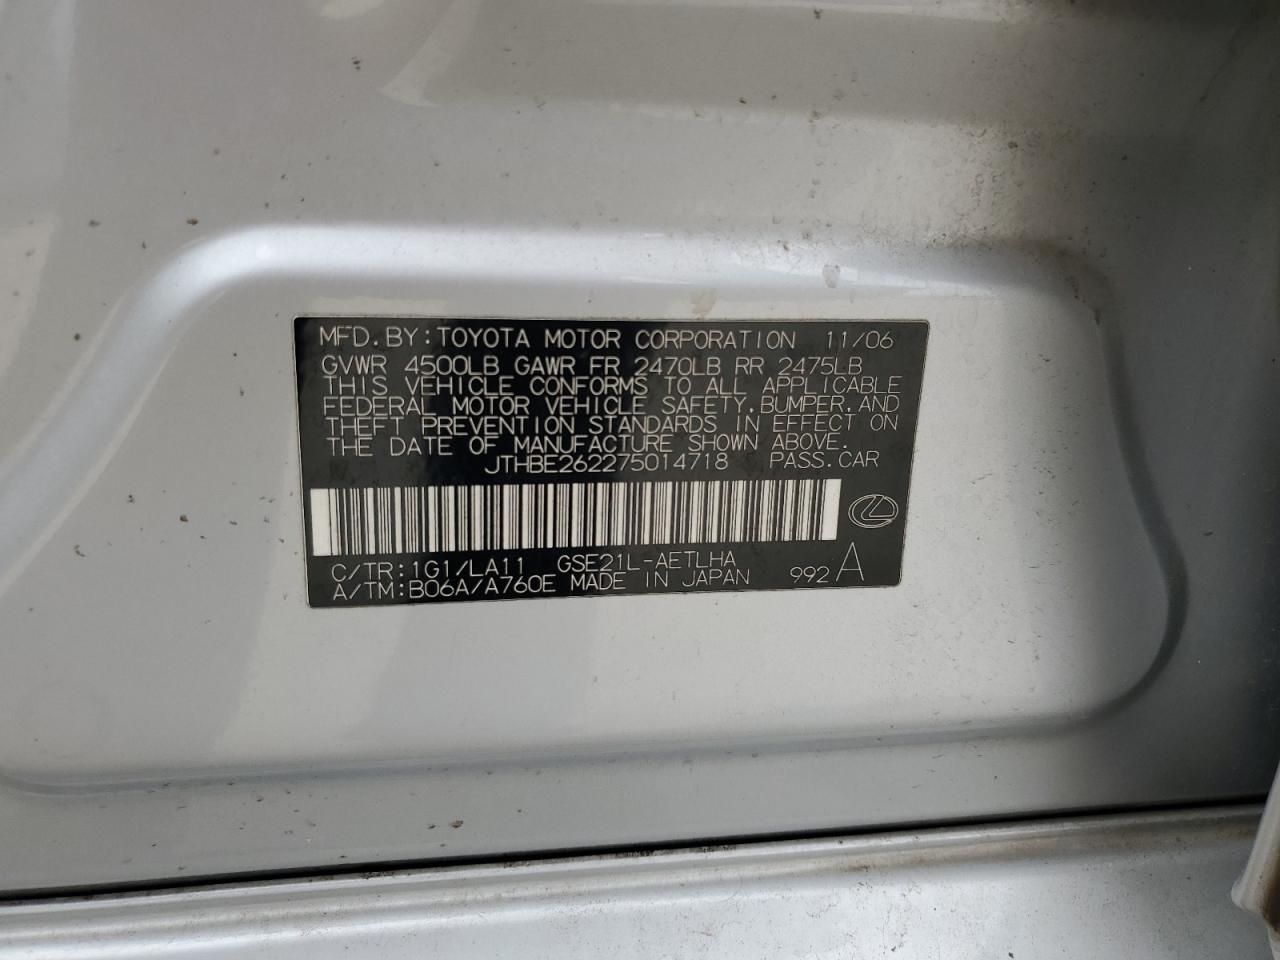 MFD.BY:TOYOTA MOTOR CORPORATION 11/06
GVWR 4500LB GAWR FR 2470LB RR 2475LB
THIS VEHICLE CONFORMS TO ALL APPLICABLE
FEDERAL MOTOR VEHICLE SAFETY,BUMPER,AND
THEFT PREVENTION STANDARDS IN EFFECT ON
THE DATE OF MANUFACTURE SHOWN ABOVE.
JTHBE262275014718 PASS.CAR
C/TR:1G1/LA11 GSE21L-AETLHA
A/TM:B06A/A760E MADE IN JAPAN 992 A